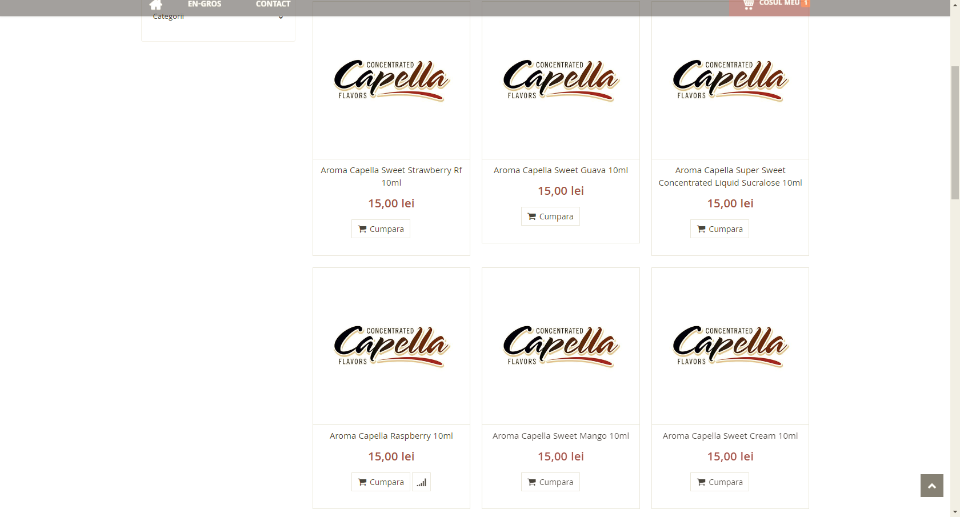 EN-GROS
CONTACT
COSUL MEU 1
Categorii
CONCENTRATED
Capella
FLAVORS
CONCENTRATED
Capella
FLAVORS
CONCENTRATED
Capella
FLAVORS
Aroma Capella Sweet Strawberry Rf
10ml
15,00 lei
Cumpara
Aroma Capella Sweet Guava 10ml
15,00 lei
Cumpara
Aroma Capella Super Sweet
Concentrated Liquid Sucralose 10ml
15,00 lei
Cumpara
CONCENTRATED
Capella
FLAVORS
CONCENTRATED
Capella
FLAVORS
CONCENTRATED
Capella
FLAVORS
Aroma Capella Raspberry 10ml
15,00 lei
Cumpara
Aroma Capella Sweet Mango 10ml
15,00 lei
Cumpara
Aroma Capella Sweet Cream 10ml
15,00 lei
Cumpara